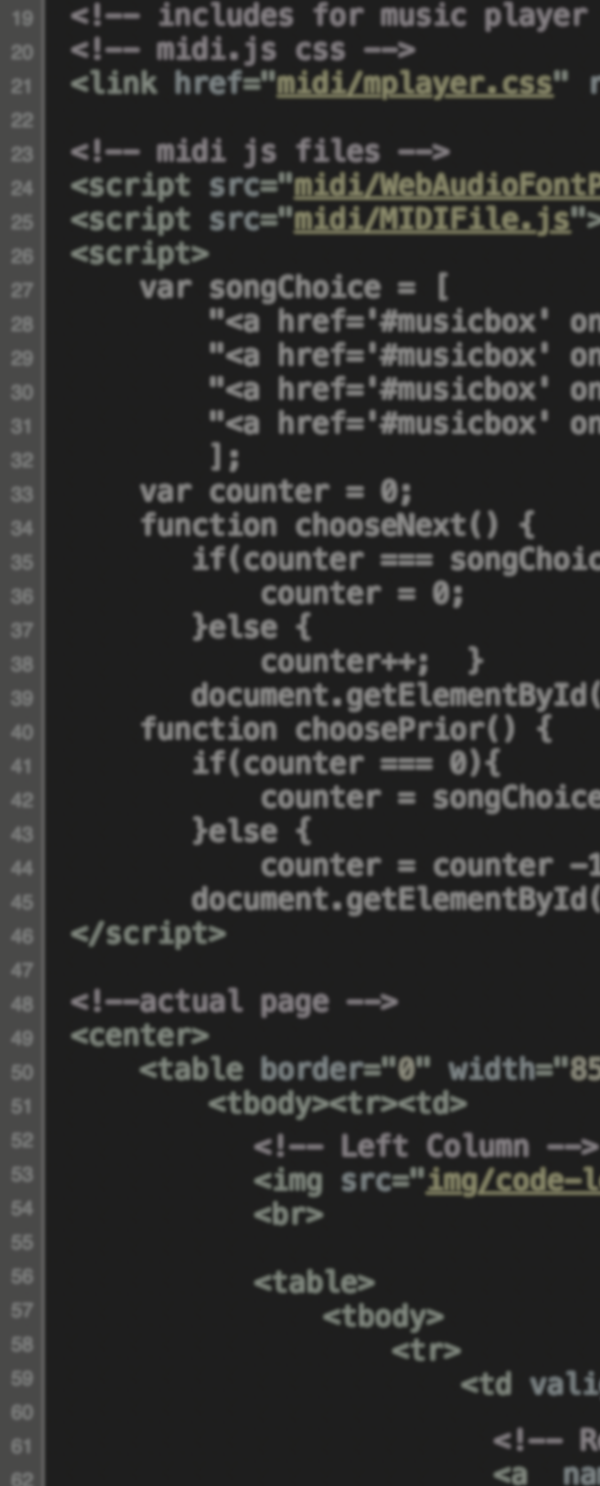 19 <!-- includes for music player
20 <!-- midi.js css -->
21 <link href="midi/mplayer.css" r
22
23 <!-- midi js files -->
24 <script src="midi/WebAudioFontP
25 <script src="midi/MIDIFile.js">
26 <script>
27 var songChoice = [
28 "<a href='#musicbox' on
29 "<a href='#musicbox' on
30 "<a href='#musicbox' on
31 "<a href='#musicbox' on
32 ];
33 var counter = 0;
34 function chooseNext() {
35 if(counter === songChoic
36 counter = 0;
37 }else {
38 counter++; }
39 document.getElementById(
40 function choosePrior() {
41 if(counter === 0){
42 counter = songChoice
43 }else {
44 counter = counter -1
45 document.getElementById(
46 </script>
47
48 <!--actual page -->
49 <center>
50 <table border="0" width="85
51 <tbody><tr><td>
52 <!-- Left Column -->
53 <img src="img/code-lo
54 <br>
55
56 <table>
57 <tbody>
58 <tr>
59 <td vali
60
61 <!-- Re
62 <a nam